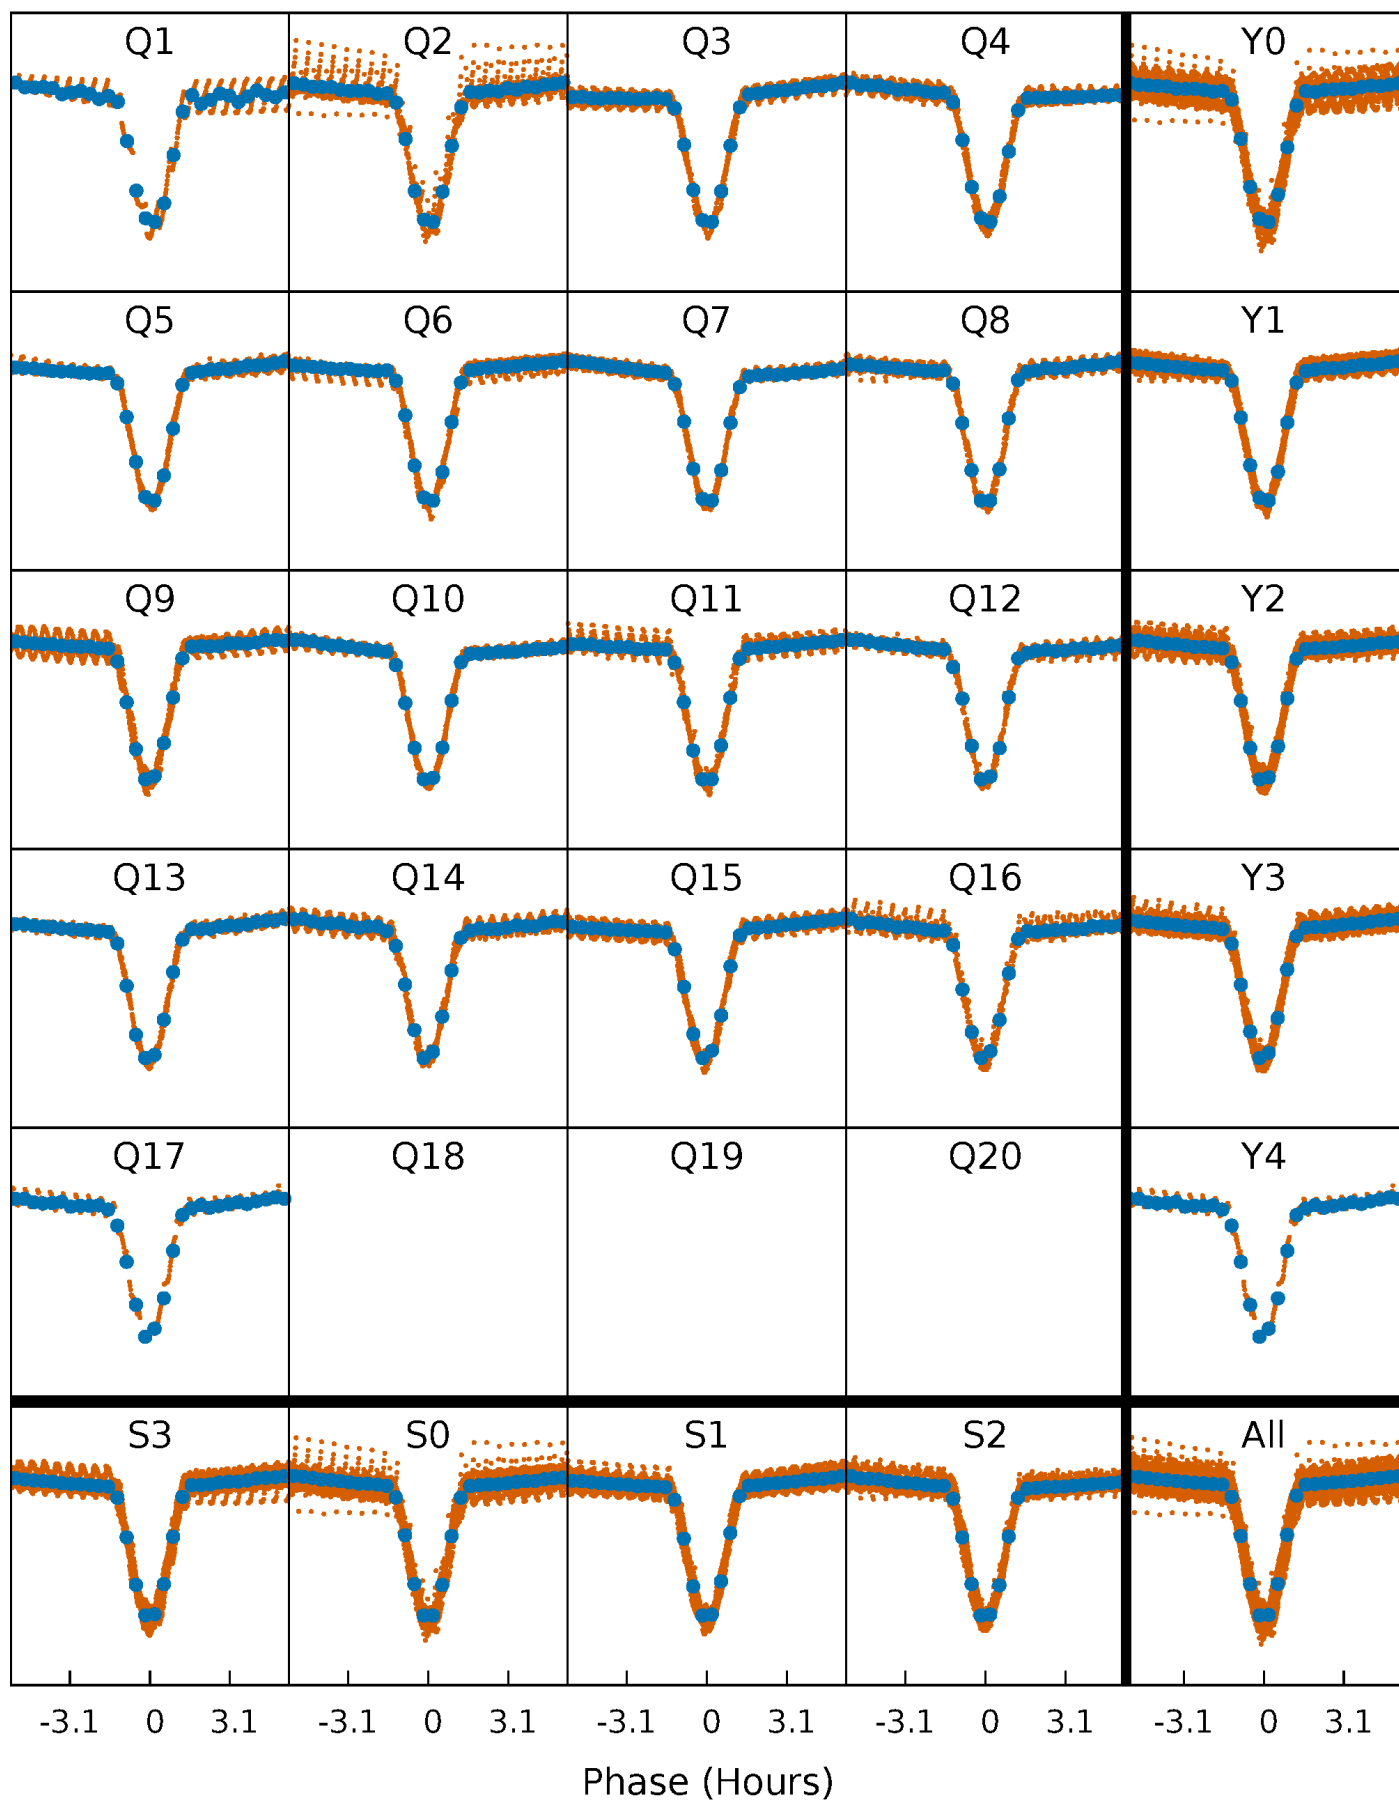 Q1 Q2 Q3 Q4 Y0
Q5 Q6 Q7 Q8 Y1
Q9 Q10 Q11 Q12 Y2
Q13 Q14 Q15 Q16 Y3
Q17 Q18 Q19 Q20 Y4
S3 S0 S1 S2 All
-3.1 0 3.1 -3.1 0 3.1 -3.1 0 3.1 -3.1 0 3.1 -3.1 0 3.1
Phase (Hours)